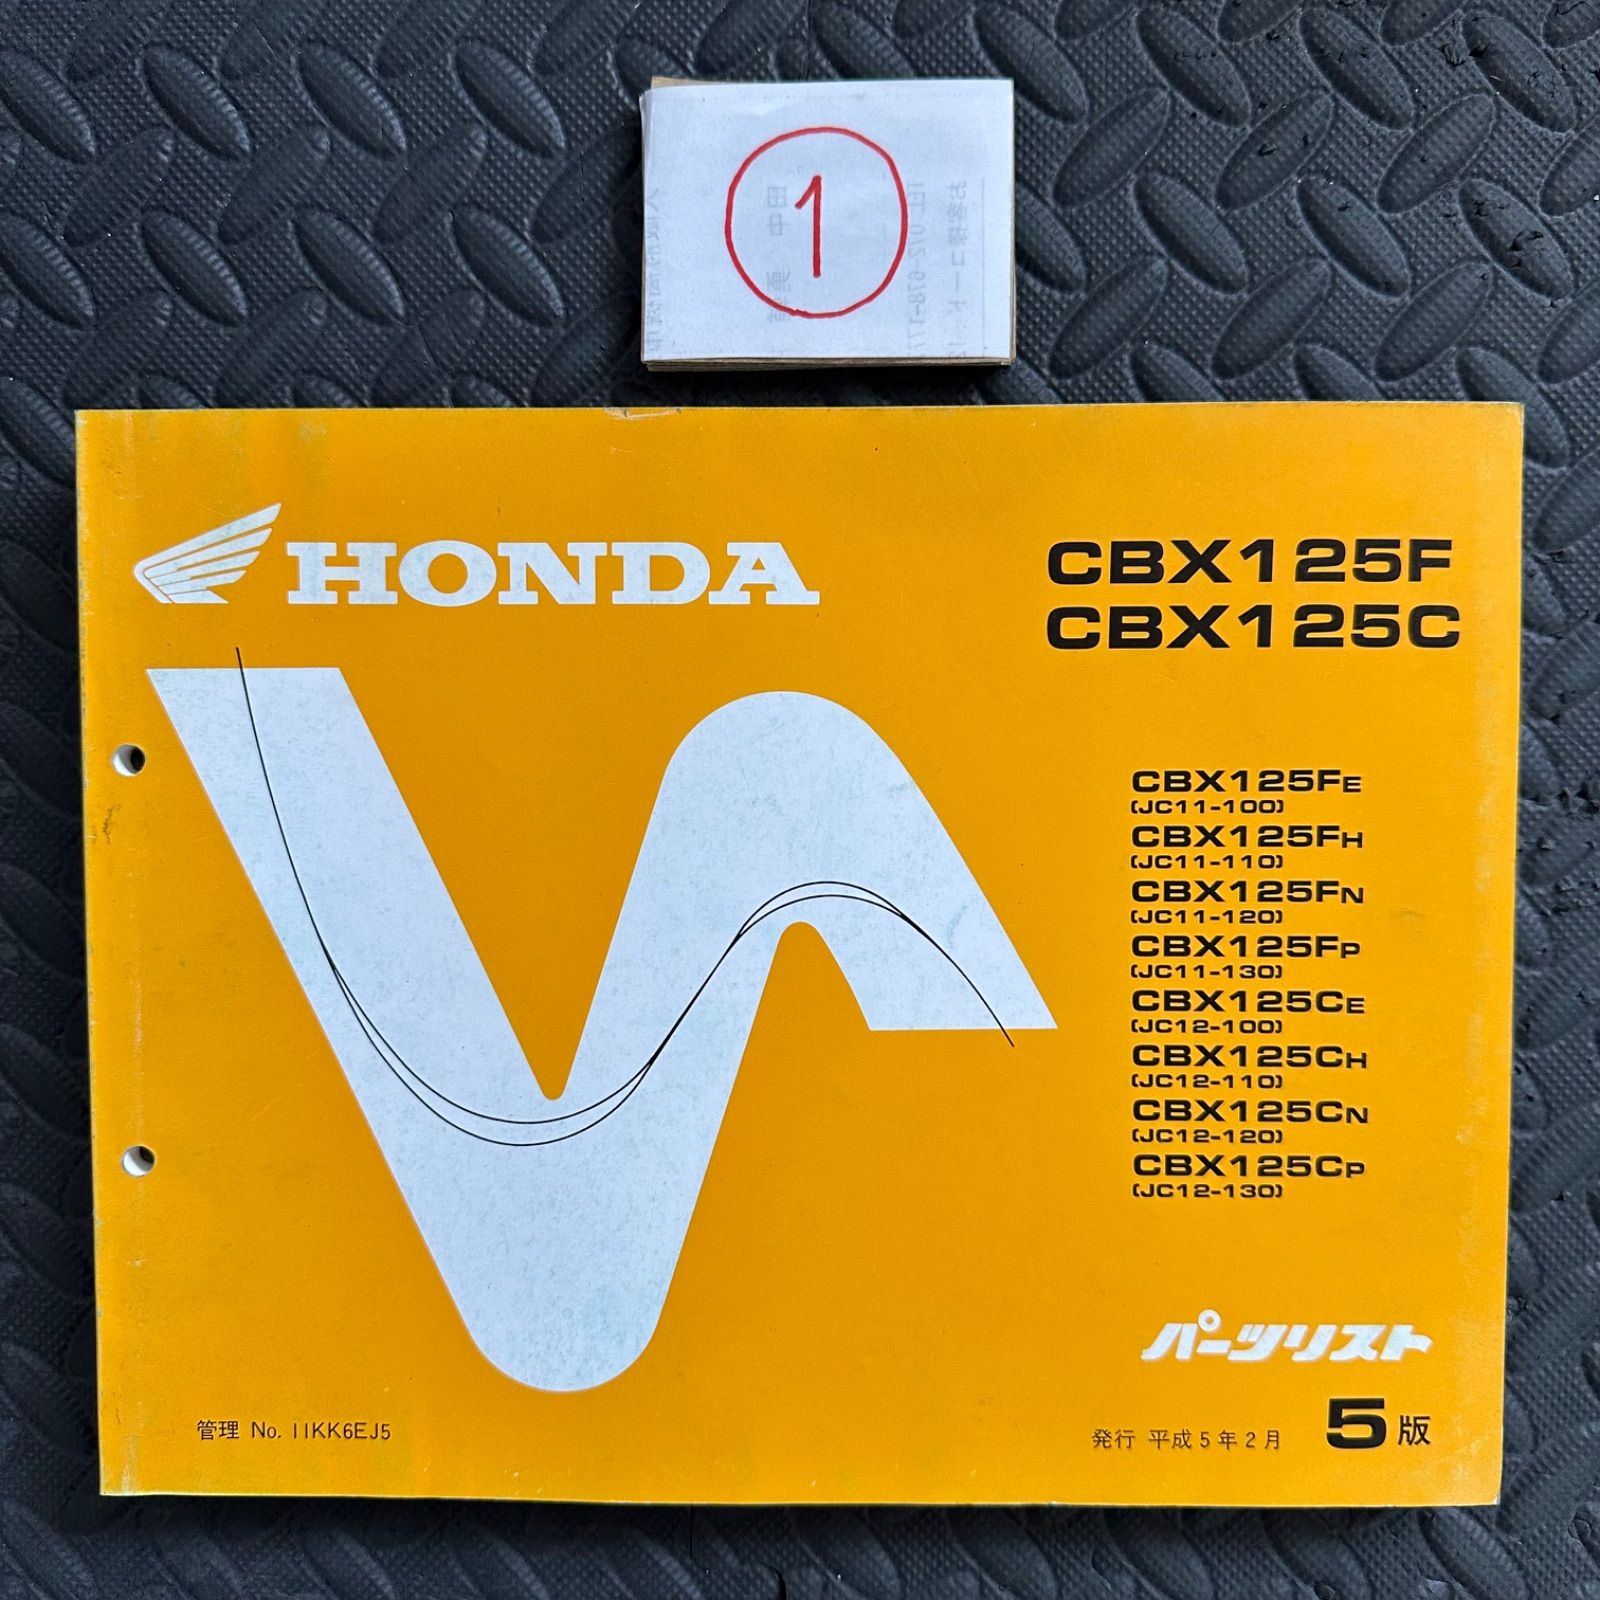 1
HONDA
CBX125F
CBX125C
CBX125FE
(JC11-100)
CBX125FH
(JC11-110)
CBX125FN
(JC11-120)
CBX125FP
(JC11-130)
CBX125CE
(JC12-100)
CBX125CH
(JC12-110)
CBX125CN
(JC12-120)
CBX125CP
(JC12-130)
パーツリスト
管理 No. 11KK6EJ5
発行 平成5年2月 5版